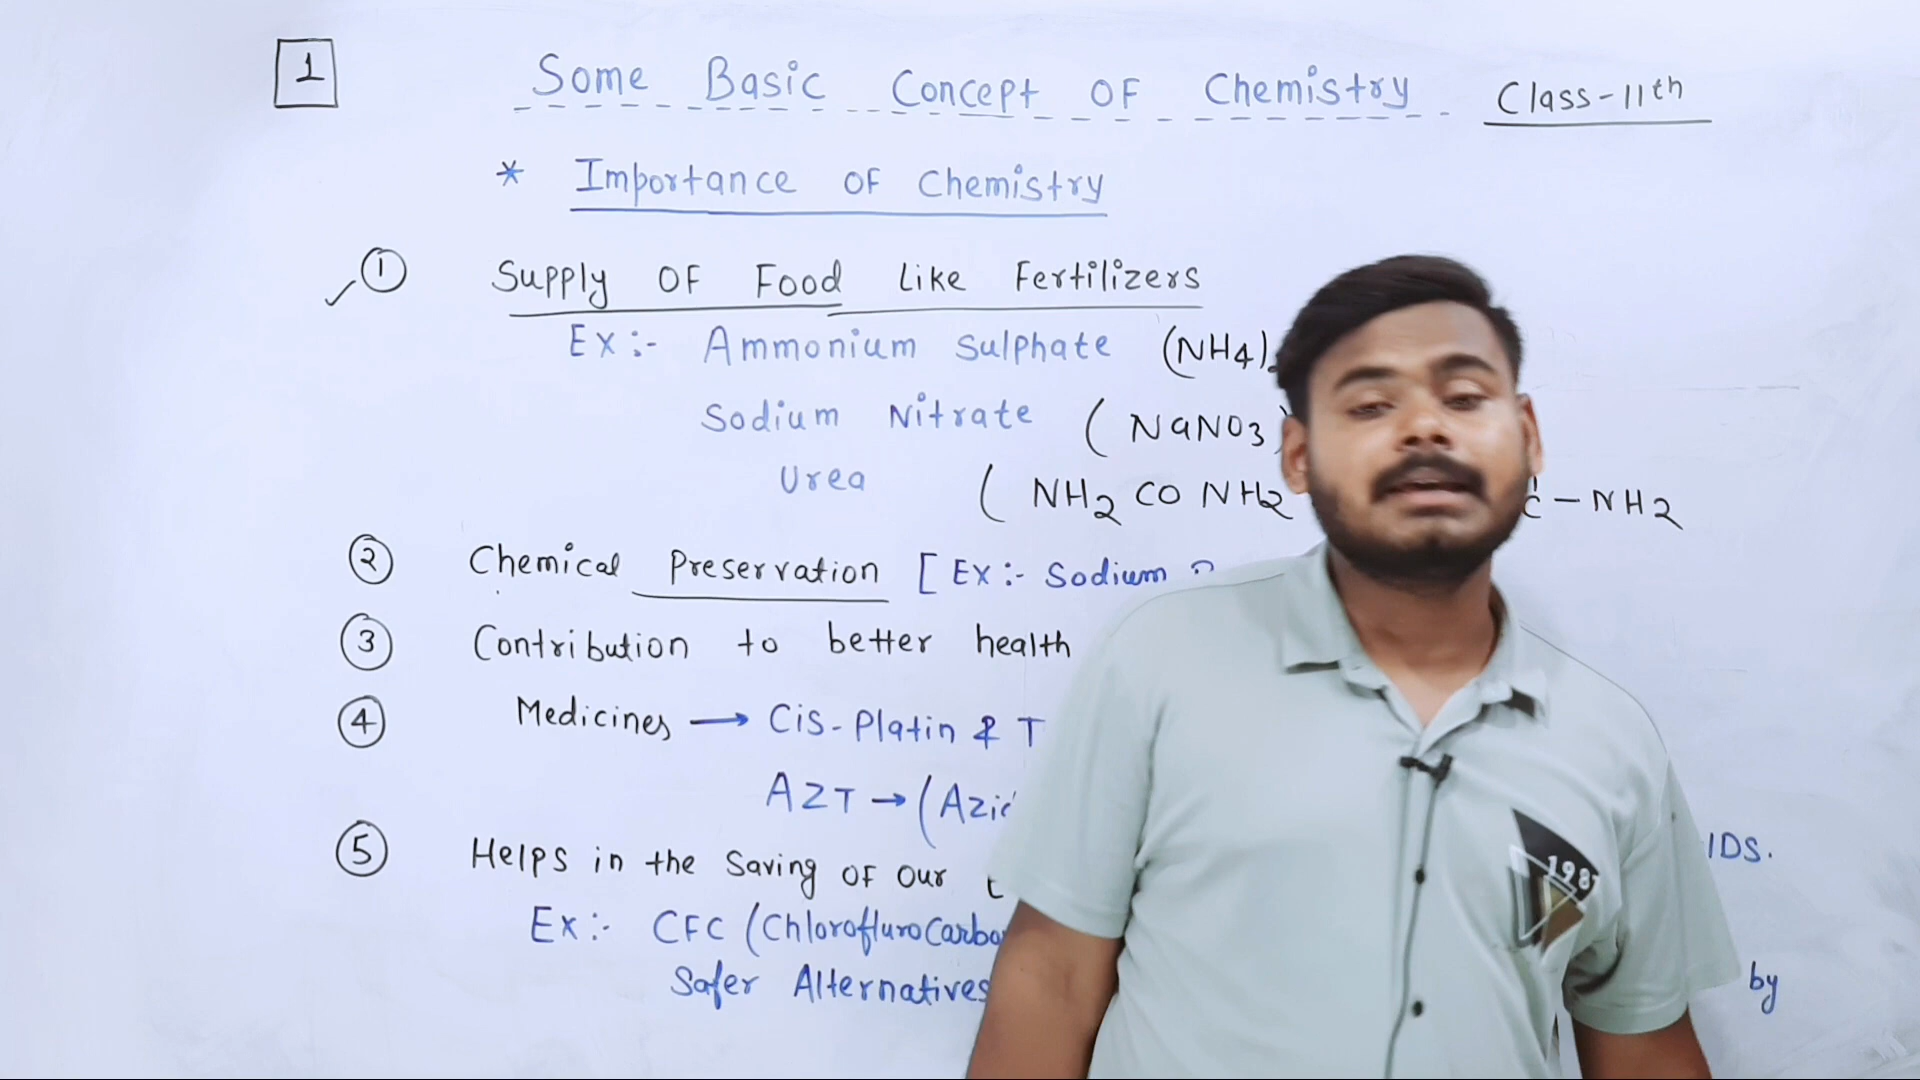 1
Some Basic Concept OF Chemistry Class-11th
* Importance OF Chemistry
① Supply OF Food Like Fertilizers
Ex:- Ammonium Sulphate (NH4)
Sodium Nitrate (NaNO3)
Urea (NH2 CO NH2 C-NH2
② Chemical Preservation [Ex:- Sodium
③ Contribution to better health
④ Medicines → Cis-Platin & T
AZT → (Azid
⑤ Helps in the Saving OF Our
IDS.
Ex:- CFC (Chlorofluro Carbo
Safer Alternatives by
1987